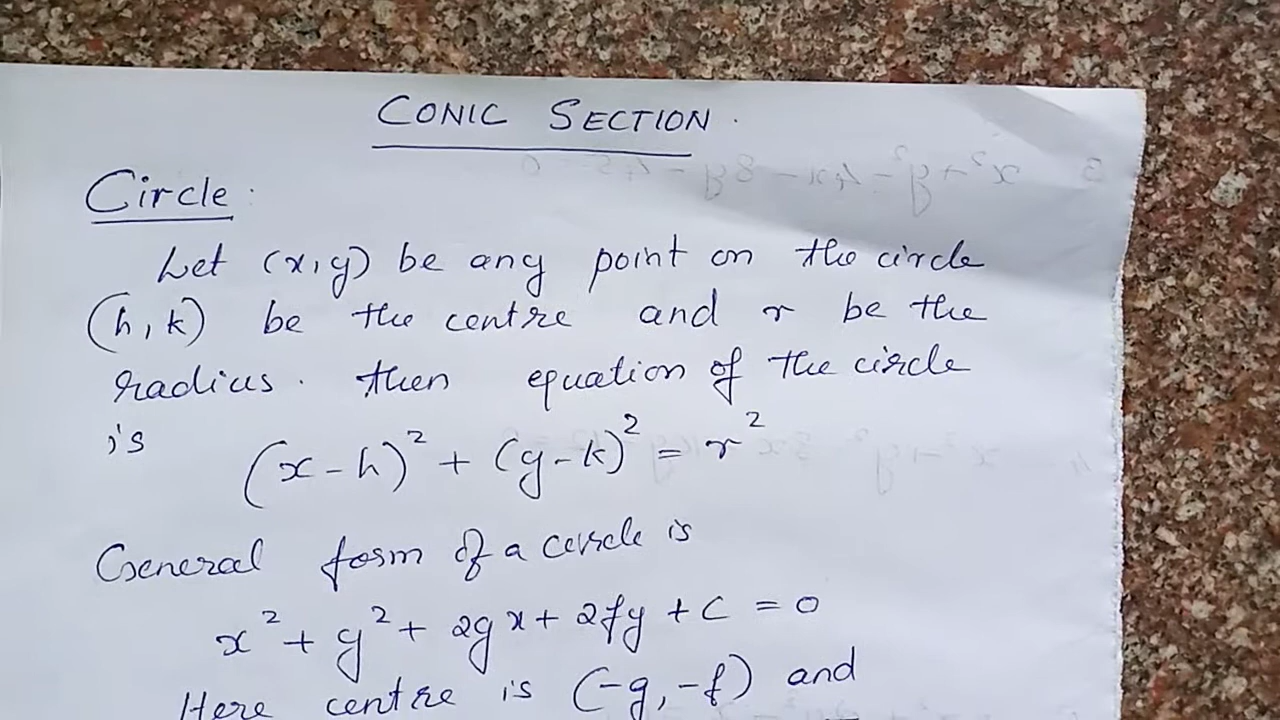 CONIC SECTION.
Circle:
Let (x, y) be any point on the circle
(h, k) be the centre and r be the
radius. then equation of the circle
is
(x-h)² + (y-k)² = r²
General form of a circle is
x² + y² + 2gx + 2fy + c = 0
Here centre is (-g, -f) and